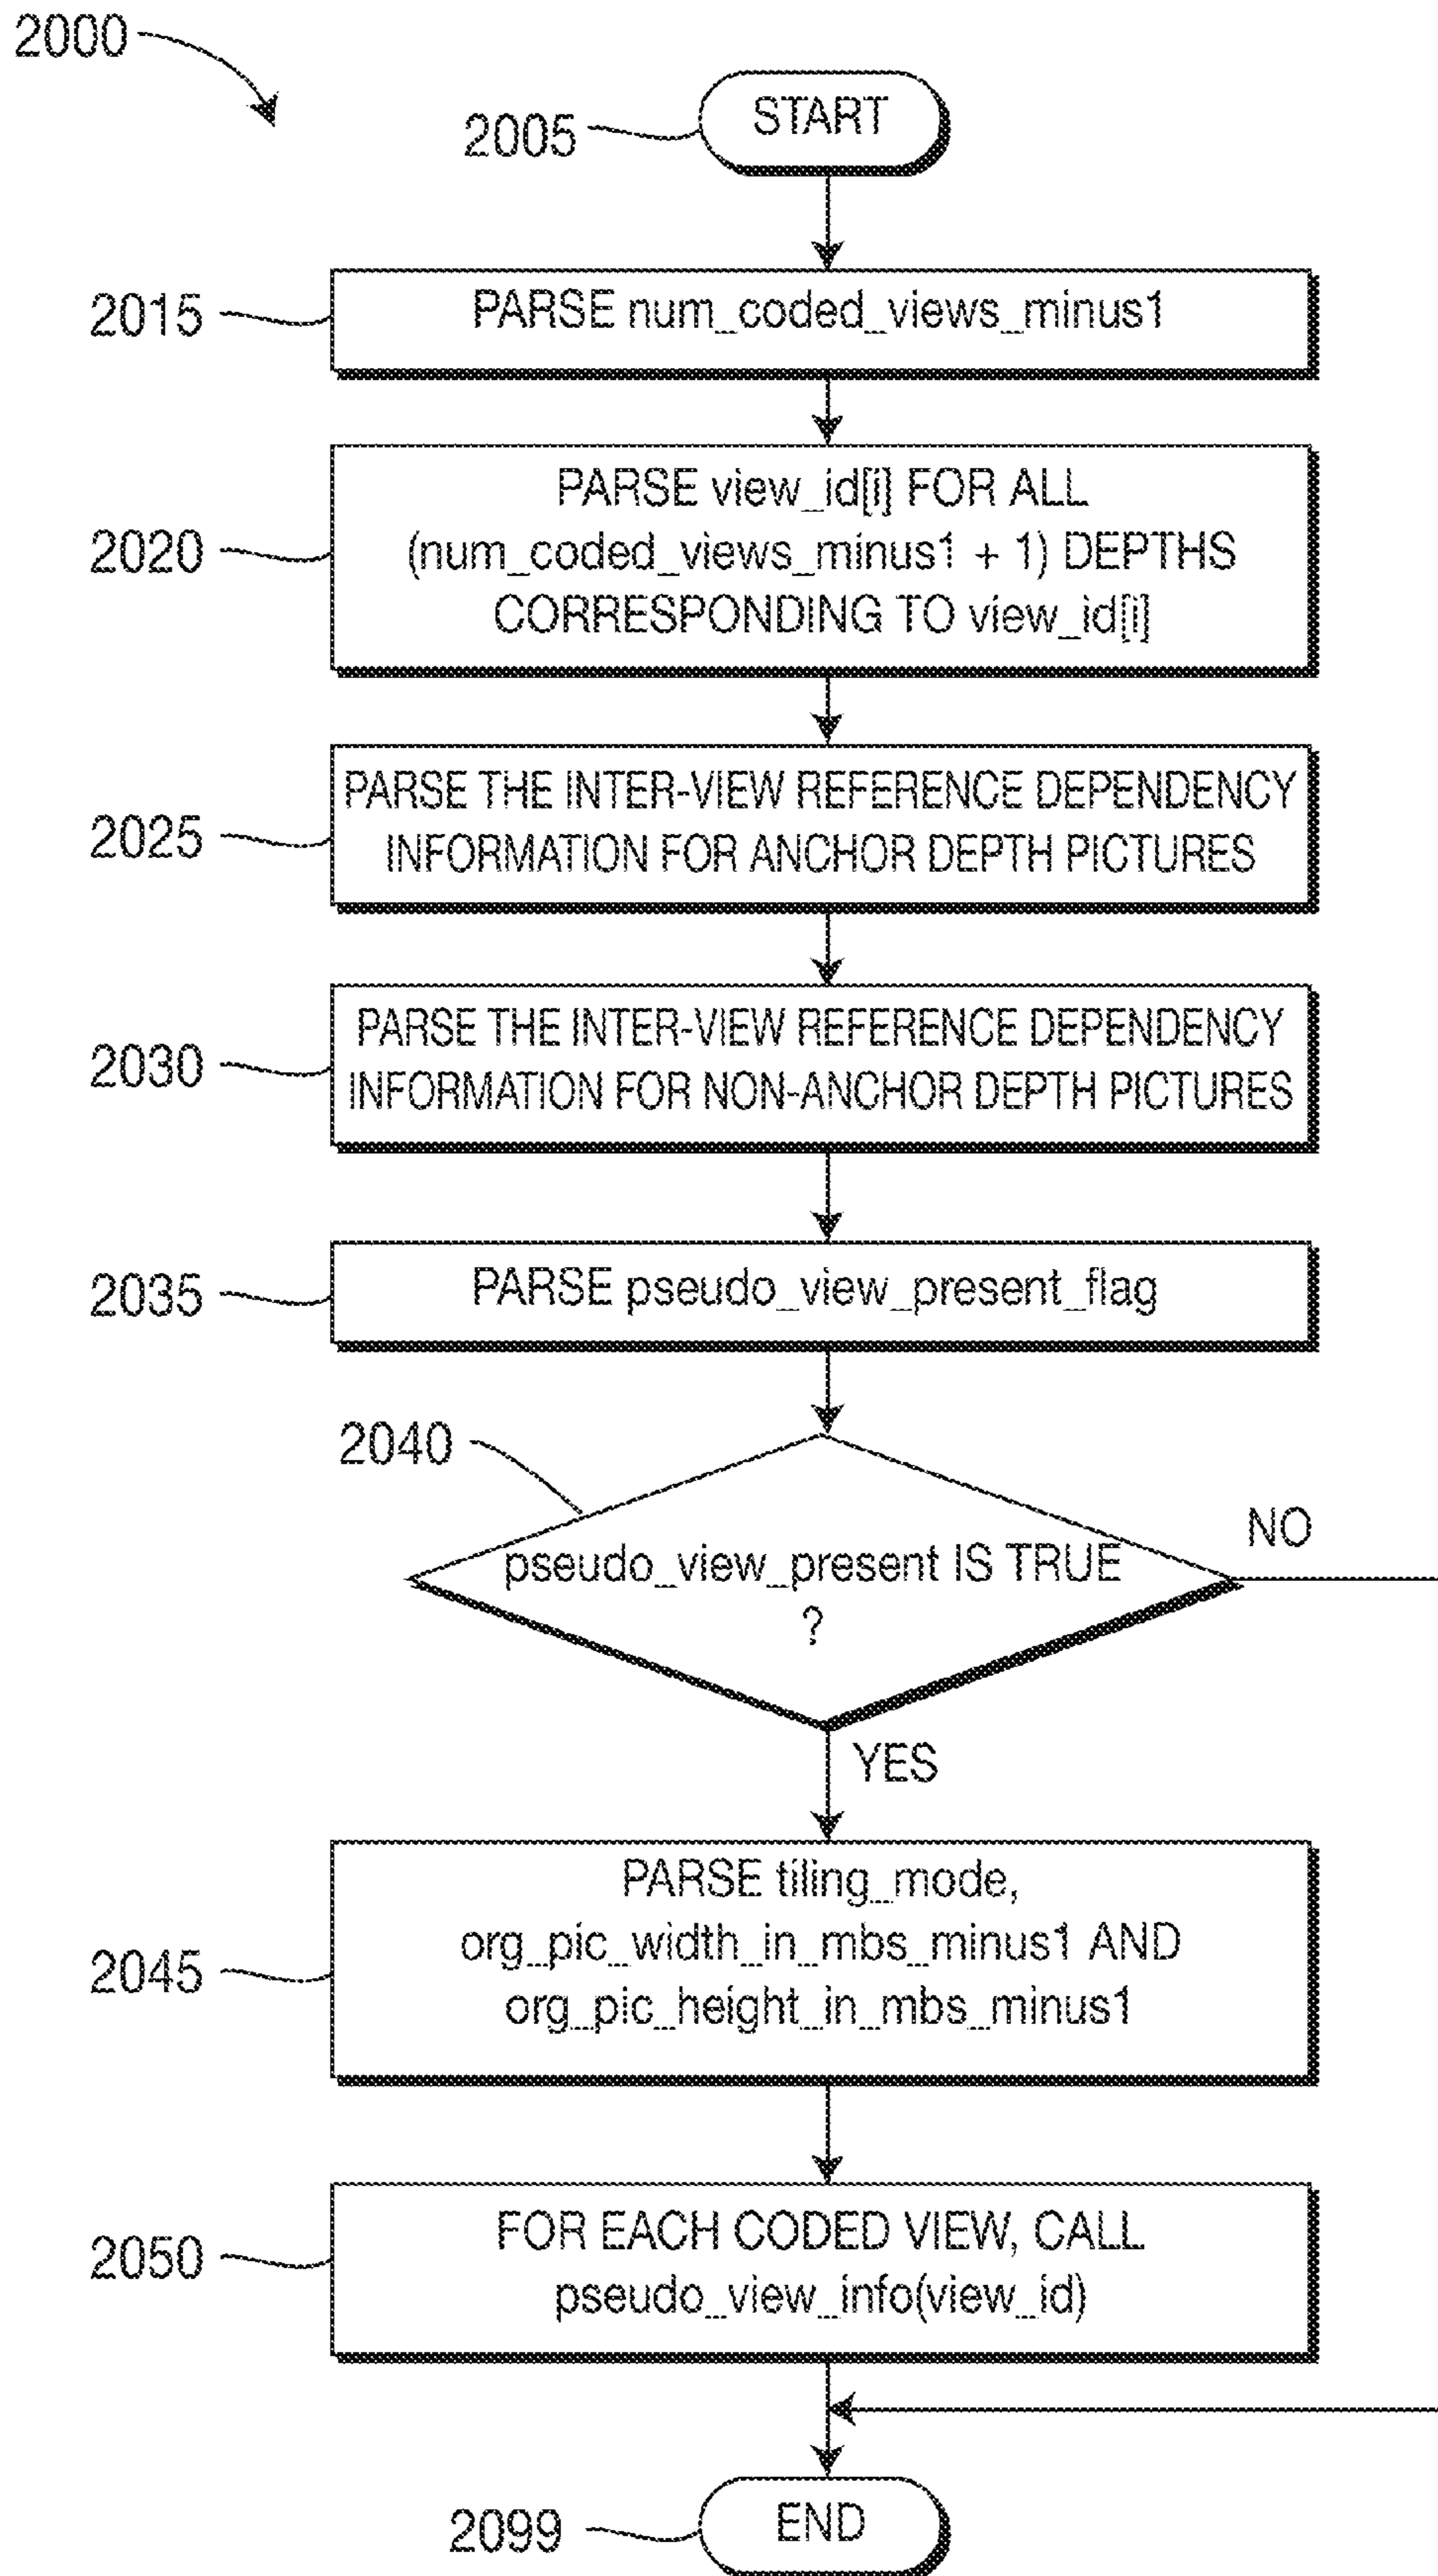 2000
2005
START
2015
PARSE num_coded_views_minus1
2020
PARSE view_id[i] FOR ALL
(num_coded_views_minus1 + 1) DEPTHS
CORRESPONDING TO view_id[i]
2025
PARSE THE INTER-VIEW REFERENCE DEPENDENCY
INFORMATION FOR ANCHOR DEPTH PICTURES
2030
PARSE THE INTER-VIEW REFERENCE DEPENDENCY
INFORMATION FOR NON-ANCHOR DEPTH PICTURES
2035
PARSE pseudo_view_present_flag
2040
pseudo_view_present IS TRUE
?
NO
YES
2045
PARSE tiling_mode,
org_pic_width_in_mbs_minus1 AND
org_pic_height_in_mbs_minus1
2050
FOR EACH CODED VIEW, CALL
pseudo_view_info(view_id)
2099
END